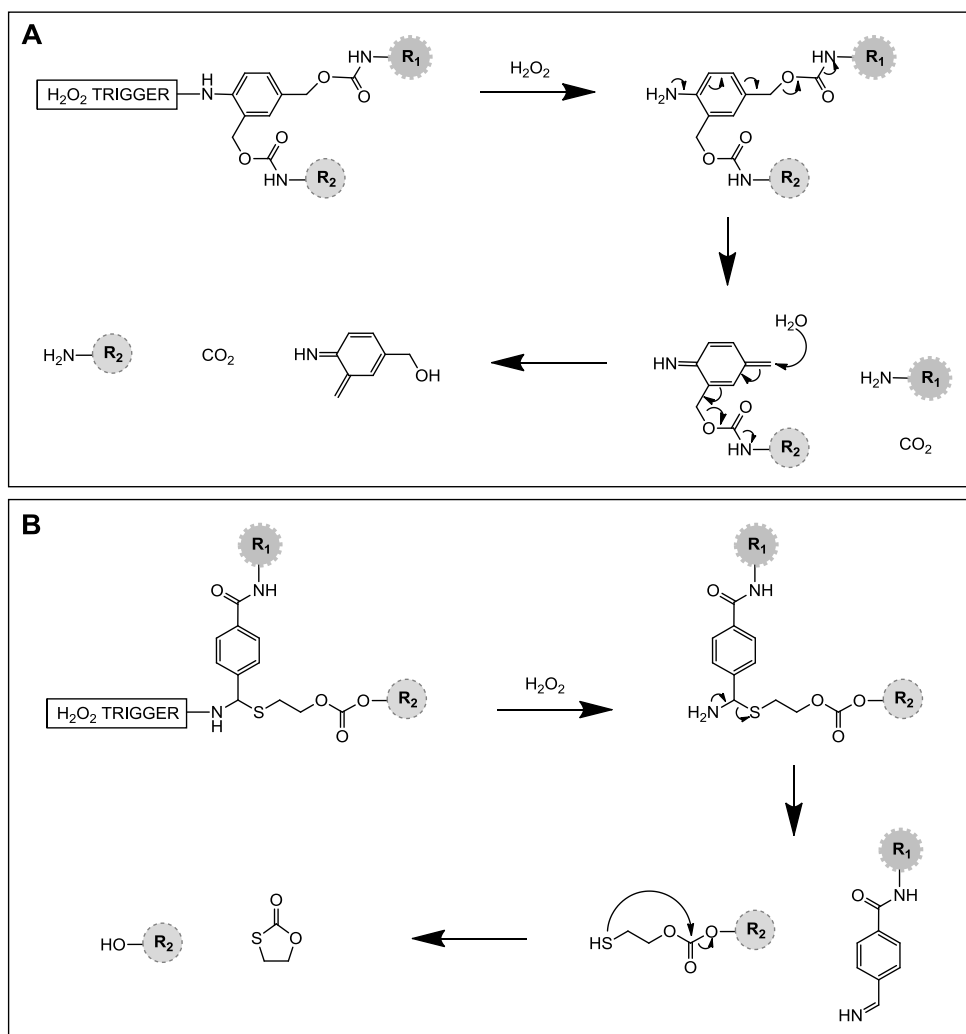 A
H₂O₂ TRIGGER
H
N
O
O
HN
R₁
O
O
HN
R₂
H₂O₂
H₂N
O
O
HN
R₁
O
O
HN
R₂
H₂N
R₂
CO₂
HN
OH
H₂O
HN
O
O
HN
R₂
H₂N
R₁
CO₂
B
R₁
O
NH
H₂O₂ TRIGGER
N
H
S
O
O
O
R₂
H₂O₂
R₁
O
NH
H₂N
S
O
O
O
R₂
HO
R₂
O
S
O
HS
O
O
O
R₂
R₁
O
NH
HN